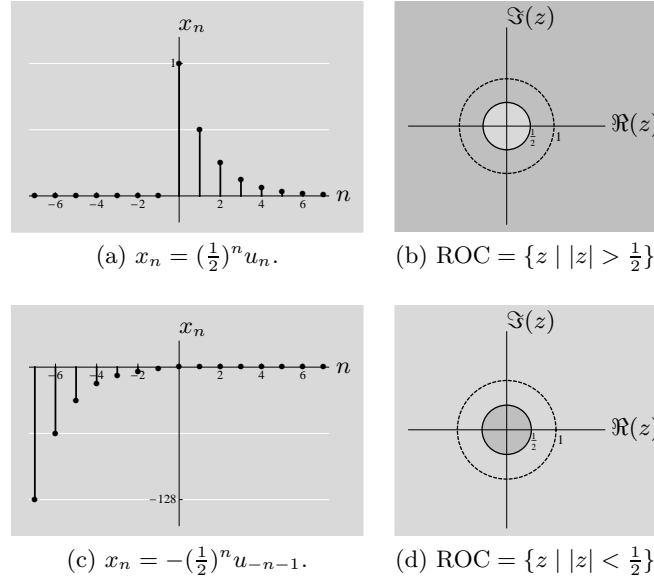 x_n
ℑ(z)
1
ℜ(z)
1/2
1
n
−6 −4 −2 2 4 6
(a) x_n = (1/2)^n u_n.
(b) ROC = {z | |z| > 1/2}
x_n
ℑ(z)
n
−6 −4 −2 2 4 6
ℜ(z)
1/2
1
−128
(c) x_n = −(1/2)^n u_{−n−1}.
(d) ROC = {z | |z| < 1/2}